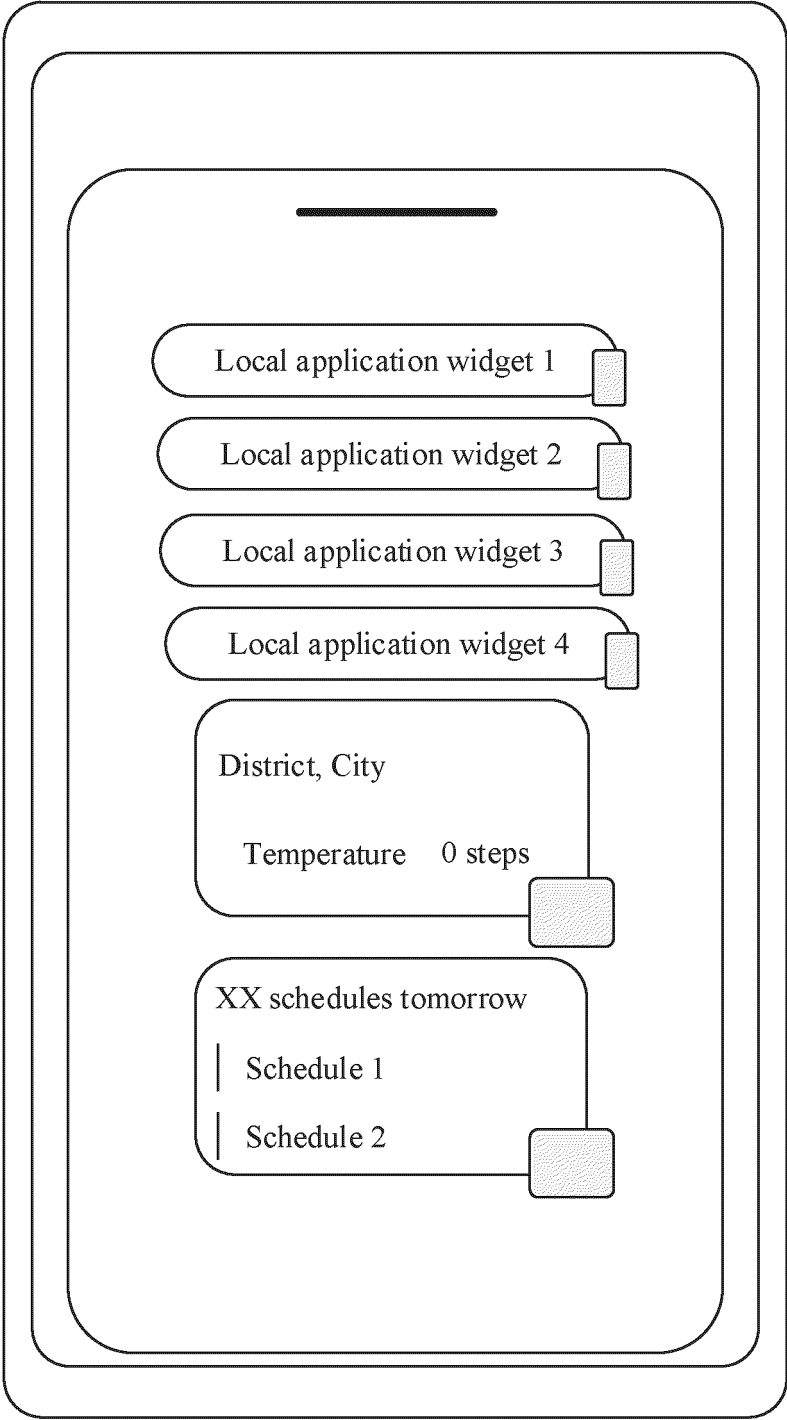 Local application widget 1
Local application widget 2
Local application widget 3
Local application widget 4
District, City
Temperature 0 steps
XX schedules tomorrow
Schedule 1
Schedule 2